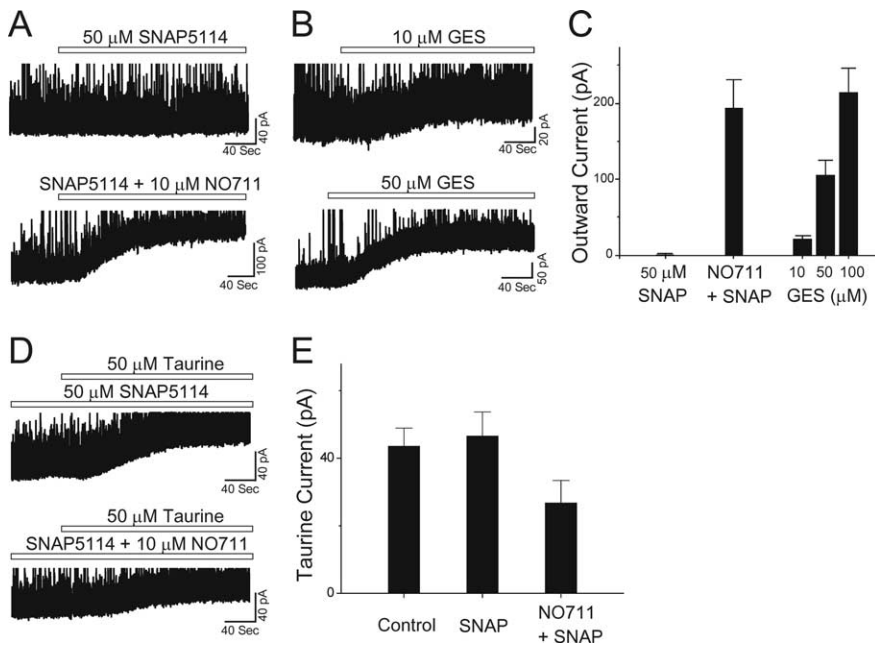 A
50 μM SNAP5114
40 Sec
40 pA
SNAP5114 + 10 μM NO711
40 Sec
100 pA
B
10 μM GES
40 Sec
20 pA
50 μM GES
40 Sec
50 pA
C
Outward Current (pA)
200
100
0
50 μM
SNAP
NO711
+ SNAP
10 50 100
GES (μM)
D
50 μM Taurine
50 μM SNAP5114
40 Sec
40 pA
50 μM Taurine
SNAP5114 + 10 μM NO711
40 Sec
40 pA
E
Taurine Current (pA)
40
0
Control
SNAP
NO711
+ SNAP